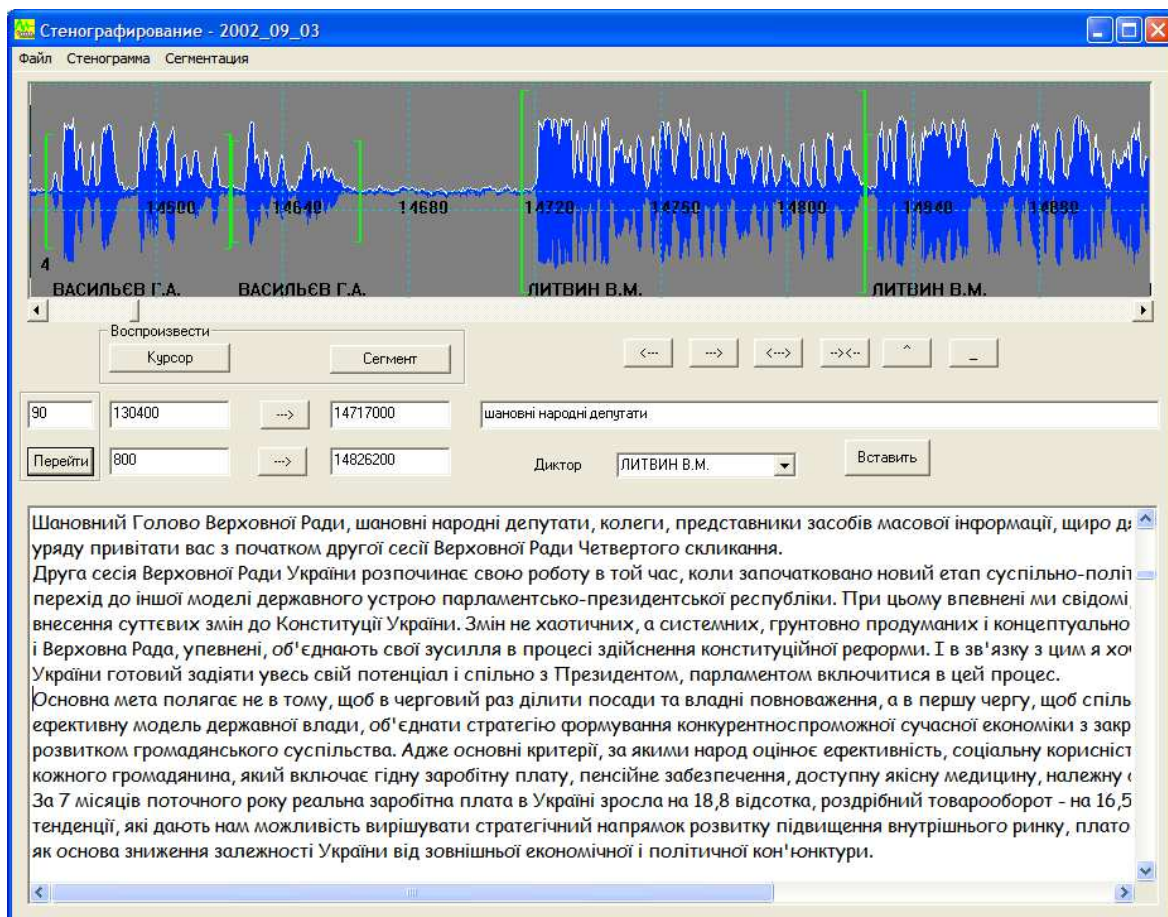 Стенографирование - 2002_09_03
Файл Стенограмма Сегментация
14600 14640 14680 14720 14760 14800 14840 14880
4
ВАСИЛЬЄВ Г.А. ВАСИЛЬЄВ Г.А. ЛИТВИН В.М. ЛИТВИН В.М.
Воспроизвести
Курсор Сегмент <--- ---> <---> --><-- ^ _
90 130400 ---> 14717000 шановні народні депутати
Перейти 800 ---> 14826200 Диктор ЛИТВИН В.М. Вставить
Шановний Голово Верховної Ради, шановні народні депутати, колеги, представники засобів масової інформації, щиро
уряду привітати вас з початком другої сесії Верховної Ради Четвертого скликання.
Друга сесія Верховної Ради України розпочинає свою роботу в той час, коли започатковано новий етап суспільно-політ
перехід до іншої моделі державного устрою парламентсько-президентської республіки. При цьому впевнені ми свідомі,
внесення суттєвих змін до Конституції України. Змін не хаотичних, а системних, грунтовно продуманих і концептуально
і Верховна Рада, упевнені, об'єднають свої зусилля в процесі здійснення конституційної реформи. І в зв'язку з цим я хо
України готовий задіяти увесь свій потенціал і спільно з Президентом, парламентом включитися в цей процес.
Основна мета полягає не в тому, щоб в черговий раз ділити посади та владні повноваження, а в першу чергу, щоб спіль
ефективну модель державної влади, об'єднати стратегію формування конкурентноспроможної сучасної економіки з закр
розвитком громадянського суспільства. Адже основні критерії, за якими народ оцінює ефективність, соціальну корисніст
кожного громадянина, який включає гідну заробітну плату, пенсійне забезпечення, доступну якісну медицину, належну
За 7 місяців поточного року реальна заробітна плата в Україні зросла на 18,8 відсотка, роздрібний товарооборот - на 16,5
тенденції, які дають нам можливість вирішувати стратегічний напрямок розвитку підвищення внутрішнього ринку, плато
як основа зниження залежності України від зовнішньої економічної і політичної кон'юнктури.